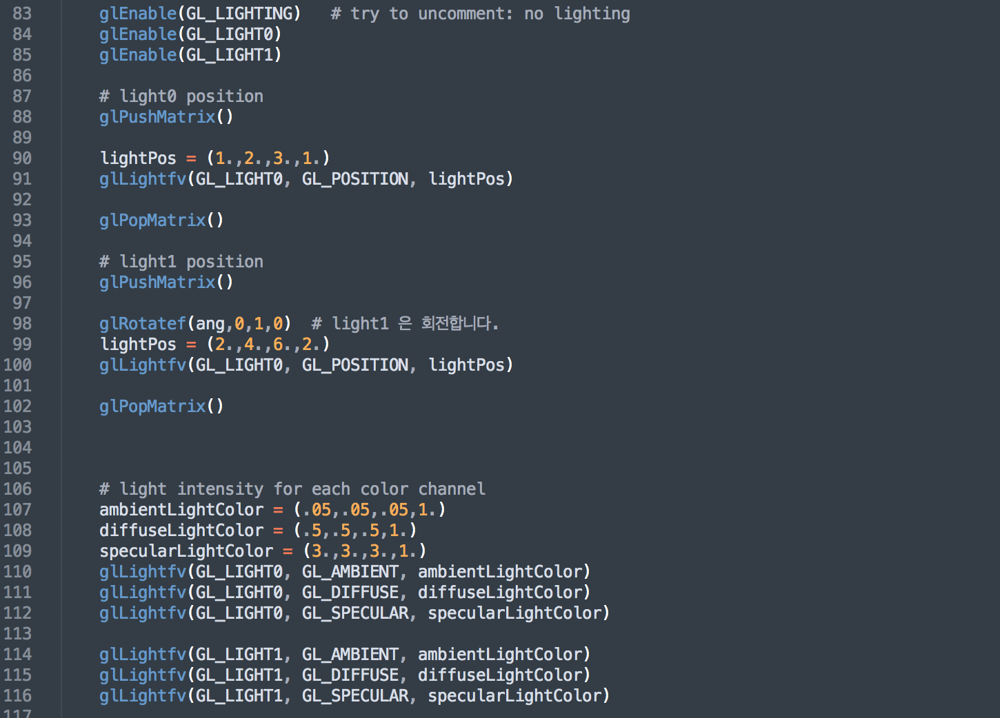 83 glEnable(GL_LIGHTING)   # try to uncomment: no lighting
84 glEnable(GL_LIGHT0)
85 glEnable(GL_LIGHT1)
86
87 # light0 position
88 glPushMatrix()
89
90 lightPos = (1.,2.,3.,1.)
91 glLightfv(GL_LIGHT0, GL_POSITION, lightPos)
92
93 glPopMatrix()
94
95 # light1 position
96 glPushMatrix()
97
98 glRotatef(ang,0,1,0)  # light1 은 회전합니다.
99 lightPos = (2.,4.,6.,2.)
100 glLightfv(GL_LIGHT0, GL_POSITION, lightPos)
101
102 glPopMatrix()
103
104
105
106 # light intensity for each color channel
107 ambientLightColor = (.05,.05,.05,1.)
108 diffuseLightColor = (.5,.5,.5,1.)
109 specularLightColor = (3.,3.,3.,1.)
110 glLightfv(GL_LIGHT0, GL_AMBIENT, ambientLightColor)
111 glLightfv(GL_LIGHT0, GL_DIFFUSE, diffuseLightColor)
112 glLightfv(GL_LIGHT0, GL_SPECULAR, specularLightColor)
113
114 glLightfv(GL_LIGHT1, GL_AMBIENT, ambientLightColor)
115 glLightfv(GL_LIGHT1, GL_DIFFUSE, diffuseLightColor)
116 glLightfv(GL_LIGHT1, GL_SPECULAR, specularLightColor)
117